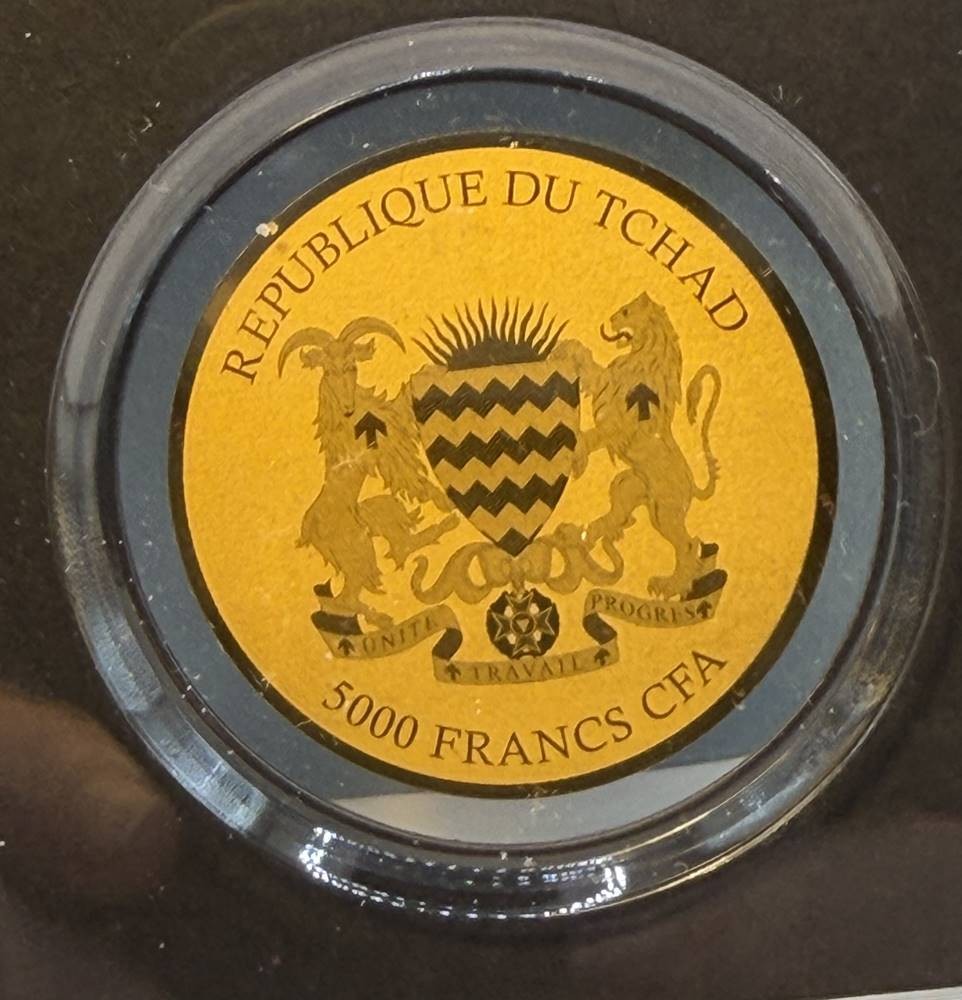 REPUBLIQUE DU TCHAD
UNITE
TRAVAIL
PROGRES
5000 FRANCS CFA